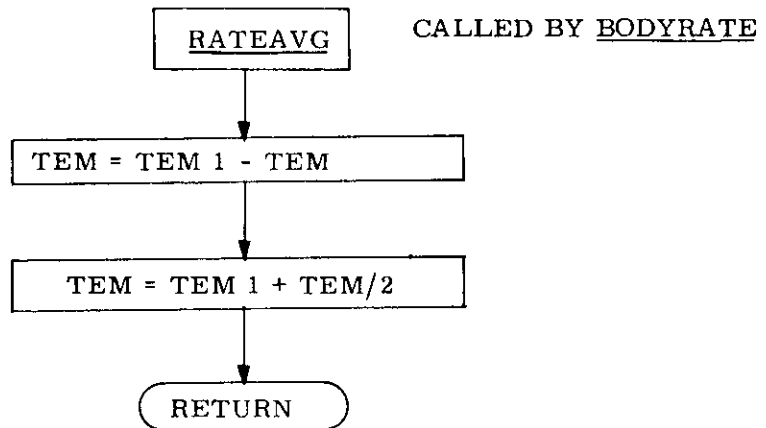 RATEAVG
CALLED BY BODYRATE
TEM = TEM 1 - TEM
TEM = TEM 1 + TEM/2
RETURN